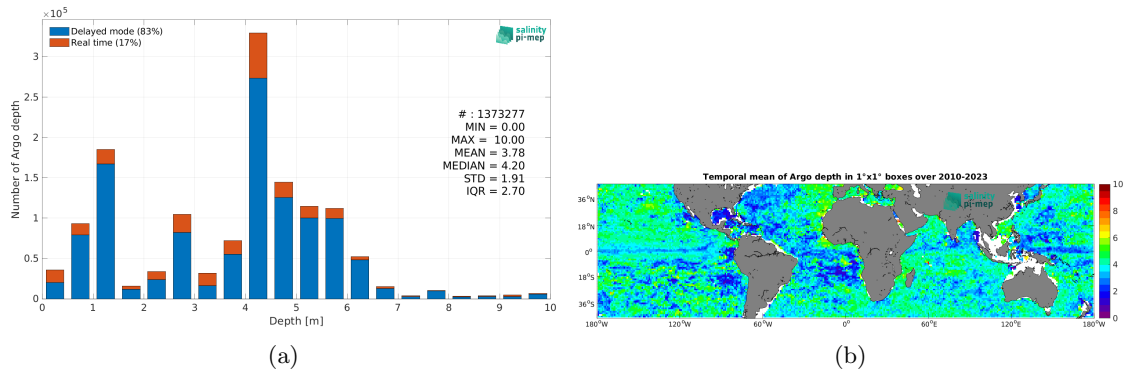 ×10^5
Delayed mode (83%)
Real time (17%)
salinity
pi-mep
# : 1373277
MIN = 0.00
MAX = 10.00
MEAN = 3.78
MEDIAN = 4.20
STD = 1.91
IQR = 2.70
Number of Argo depth
3
2.5
2
1.5
1
0.5
0
0 1 2 3 4 5 6 7 8 9 10
Depth [m]
(a)
Temporal mean of Argo depth in 1°x1° boxes over 2010-2023
salinity
pi-mep
36°N
18°N
0°
18°S
36°S
180°W 120°W 60°W 0° 60°E 120°E 180°W
10
8
6
4
2
0
(b)